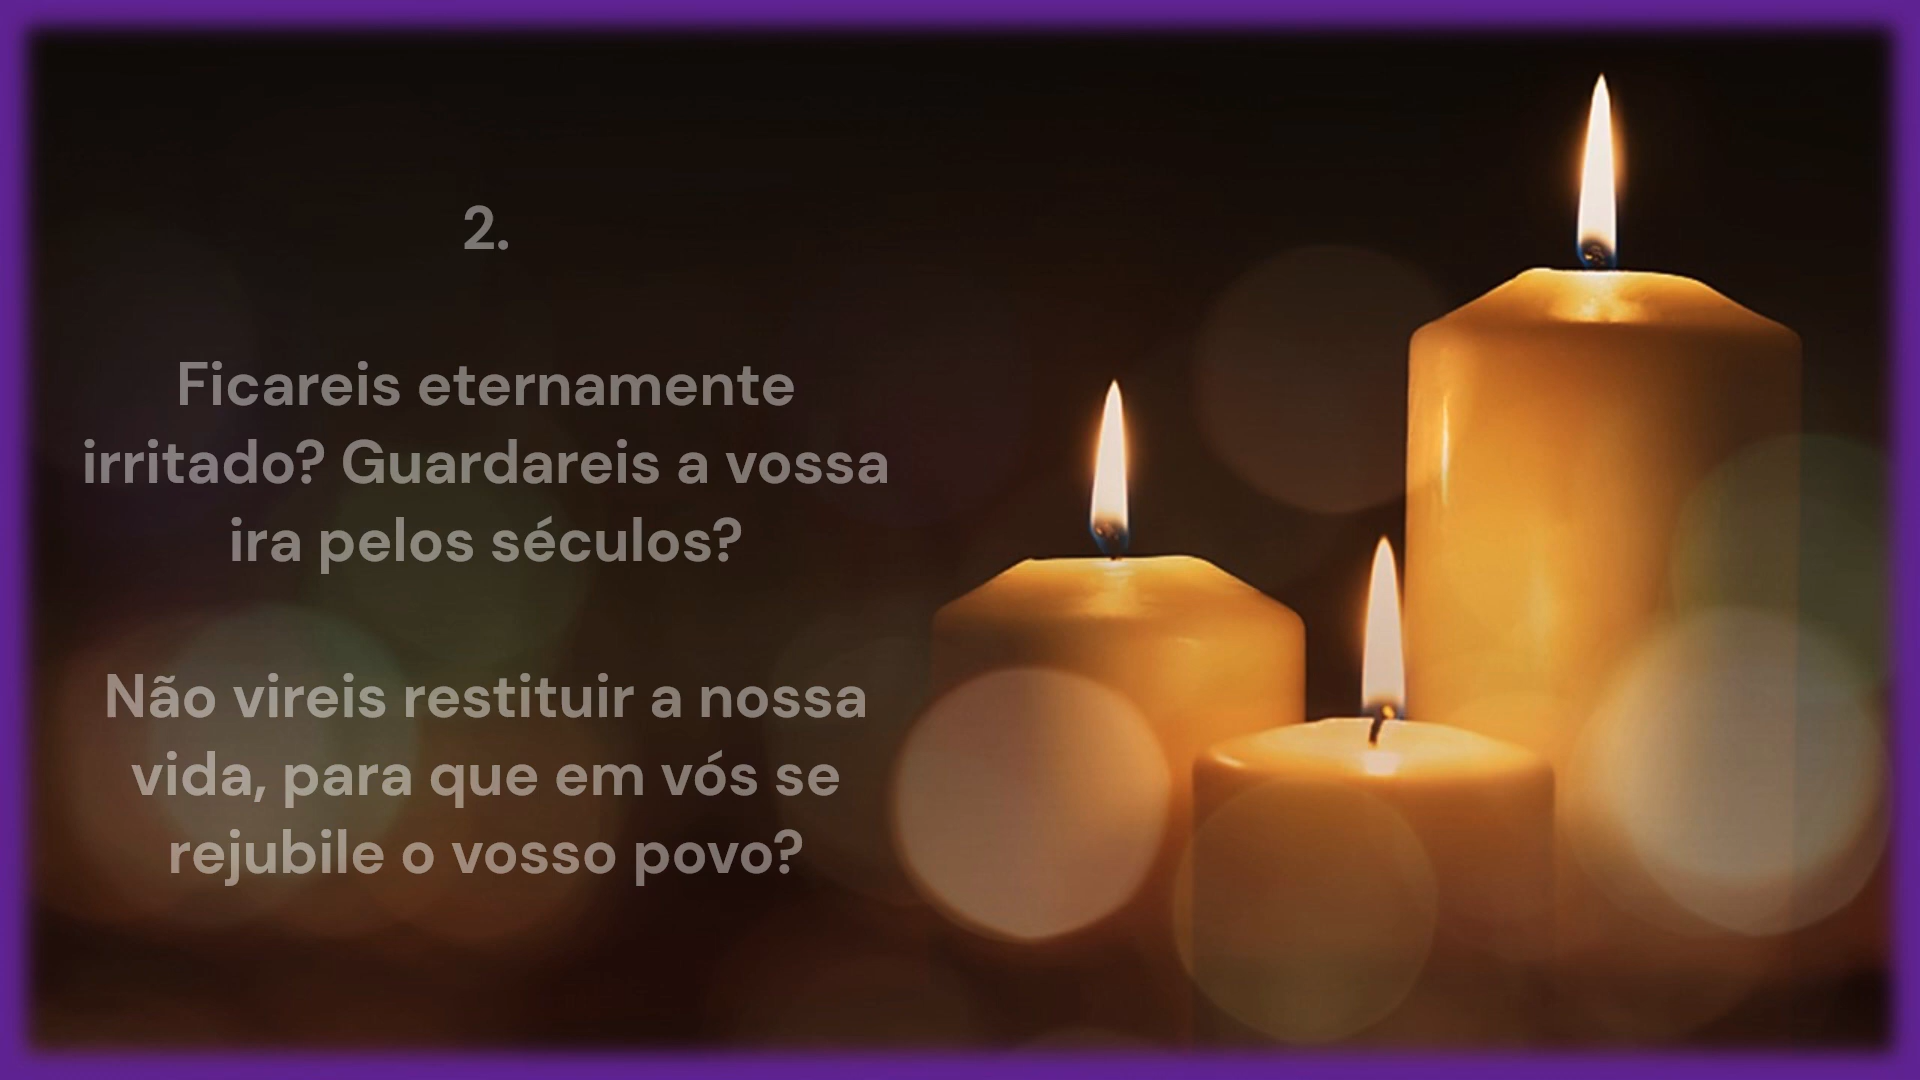 2.
Ficareis eternamente
irritado? Guardareis a vossa
ira pelos séculos?
Não vireis restituir a nossa
vida, para que em vós se
rejubile o vosso povo?